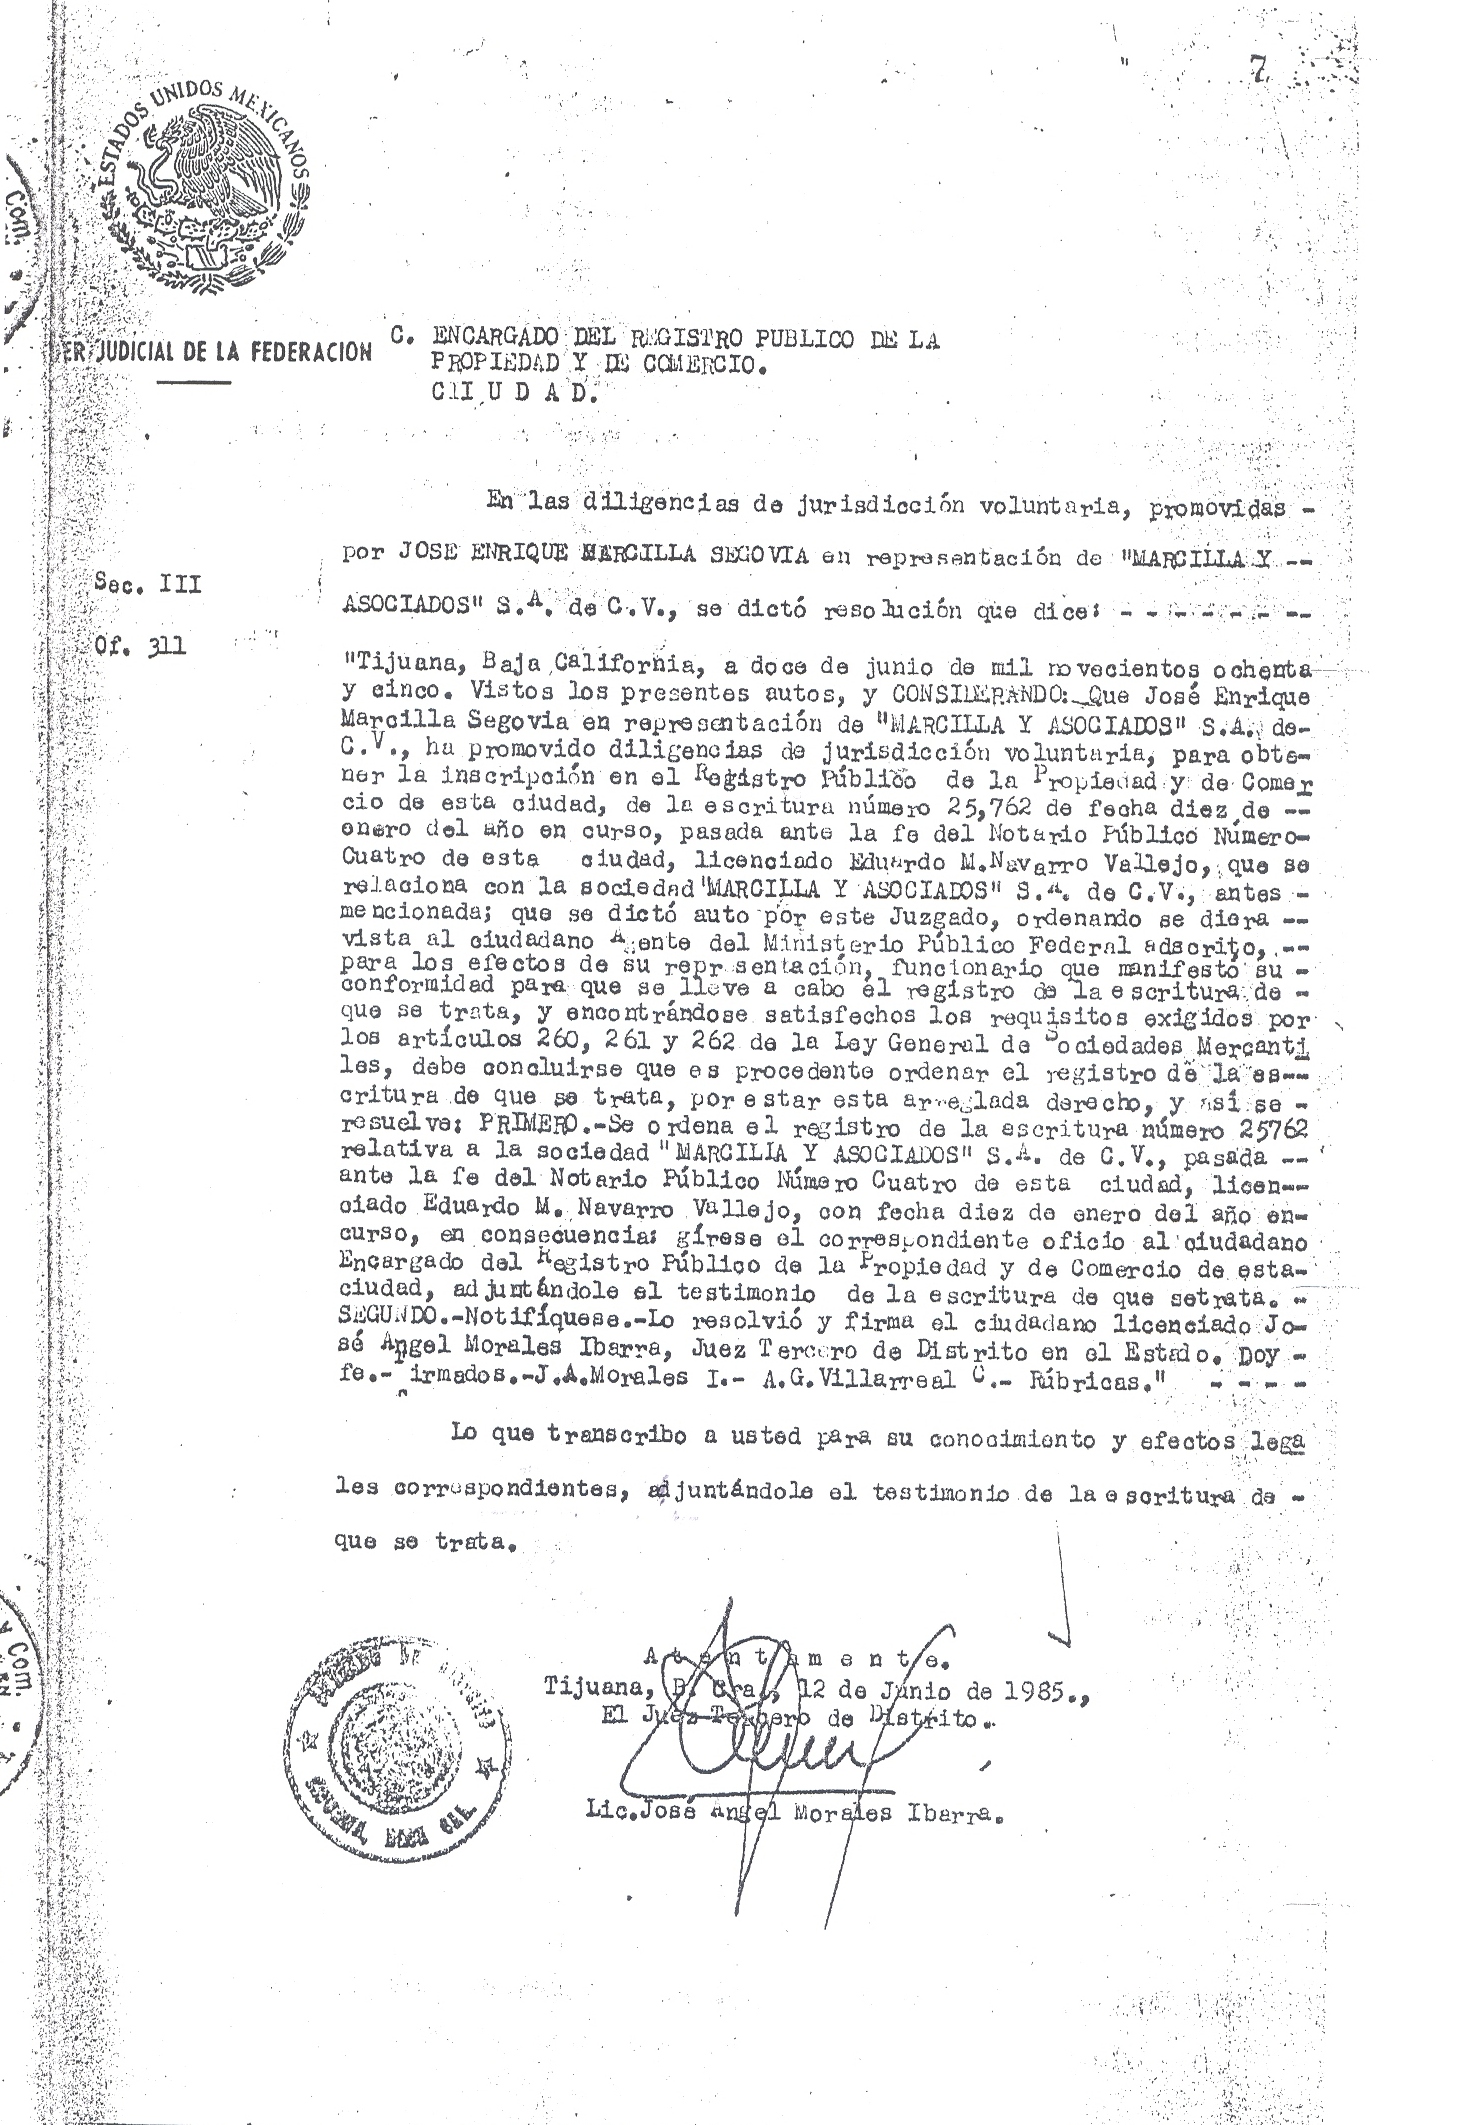 7
ESTADOS UNIDOS MEXICANOS
Com.
ER JUDICIAL DE LA FEDERACION
C. ENCARGADO DEL REGISTRO PUBLICO DE LA
PROPIEDAD Y DE COMERCIO.
C I U D A D.
Sec. III
Of. 311
En las diligencias de jurisdicción voluntaria, promovidas -
por JOSE ENRIQUE MARCILLA SEGOVIA en representación de "MARCILLA Y --
ASOCIADOS" S.A. de C.V., se dictó resolución que dice: - - - - - - - --
"Tijuana, Baja California, a doce de junio de mil novecientos ochenta
y cinco. Vistos los presentes autos, y CONSIDERANDO: Que José Enrique
Marcilla Segovia en representación de "MARCILLA Y ASOCIADOS" S.A. de-
C.V., ha promovido diligencias de jurisdicción voluntaria, para obte-
ner la inscripción en el Registro Público de la Propiedad y de Comer
cio de esta ciudad, de la escritura número 25,762 de fecha diez de --
enero del año en curso, pasada ante la fe del Notario Público Número-
Cuatro de esta ciudad, licenciado Eduardo M.Navarro Vallejo, que se
relaciona con la sociedad "MARCILLA Y ASOCIADOS" S.A. de C.V., antes -
mencionada; que se dictó auto por este Juzgado, ordenando se diera --
vista al ciudadano Agente del Ministerio Público Federal adscrito, --
para los efectos de su representación, funcionario que manifestó su -
conformidad para que se lleve a cabo el registro de la escritura de -
que se trata, y encontrándose satisfechos los requisitos exigidos por
los artículos 260, 261 y 262 de la Ley General de Sociedades Mercanti
les, debe concluirse que es procedente ordenar el registro de la es--
critura de que se trata, por estar esta arreglada derecho, y así se -
resuelve: PRIMERO.-Se ordena el registro de la escritura número 25762
relativa a la sociedad "MARCILLA Y ASOCIADOS" S.A. de C.V., pasada --
ante la fe del Notario Público Número Cuatro de esta ciudad, licen--
ciado Eduardo M. Navarro Vallejo, con fecha diez de enero del año en-
curso, en consecuencia: gírese el correspondiente oficio al ciudadano
Encargado del Registro Público de la Propiedad y de Comercio de esta-
ciudad, adjuntándole el testimonio de la escritura de que setrata. -
SEGUNDO.-Notifíquese.-Lo resolvió y firma el ciudadano licenciado Jo-
sé Angel Morales Ibarra, Juez Tercero de Distrito en el Estado. Doy -
fe.- irmados.-J.A.Morales I.- A.G.Villarreal C.- Rúbricas." - - - -
Lo que transcribo a usted para su conocimiento y efectos lega
les correspondientes, adjuntándole el testimonio de la escritura de -
que se trata.
A t e n t a m e n t e.
Tijuana, B. Cfa., 12 de Junio de 1985.,
El Juez Tercero de Distrito.
Lic.José Angel Morales Ibarra.
Com.